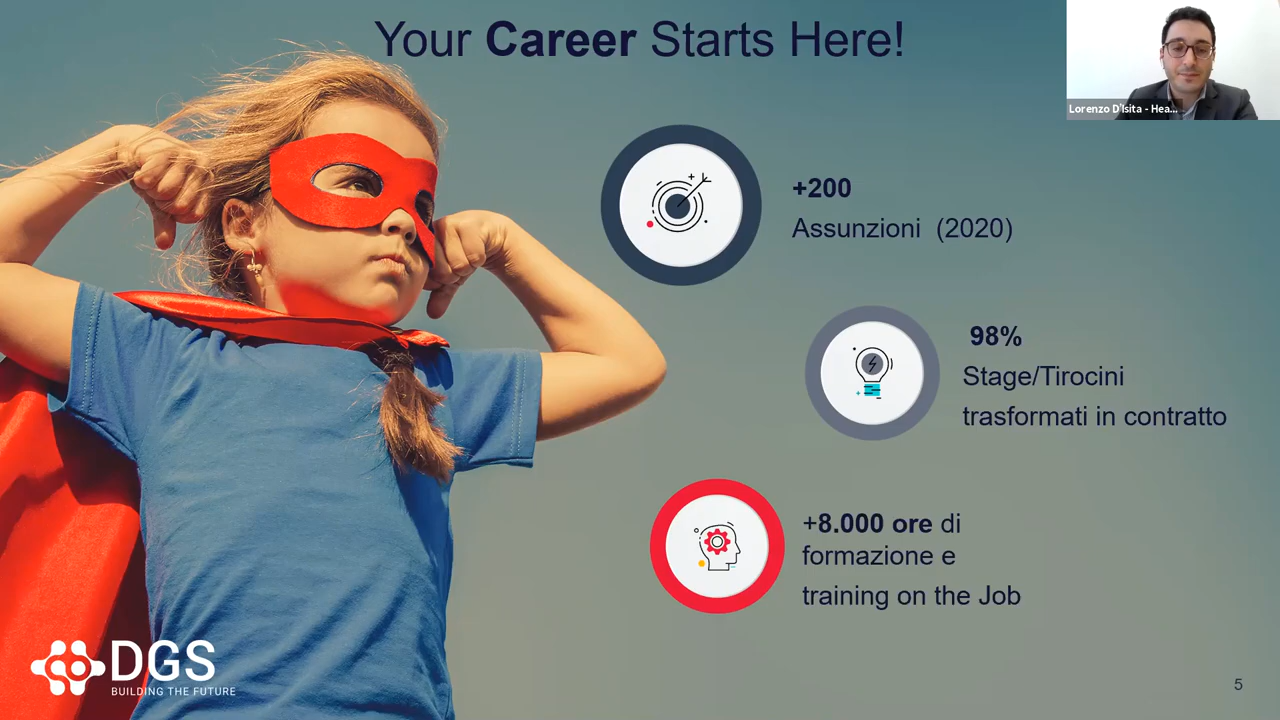 Your Career Starts Here!
Lorenzo D'Isita - Hea...
+200
Assunzioni (2020)
98%
Stage/Tirocini
trasformati in contratto
+8.000 ore di
formazione e
training on the Job
DGS
BUILDING THE FUTURE
5